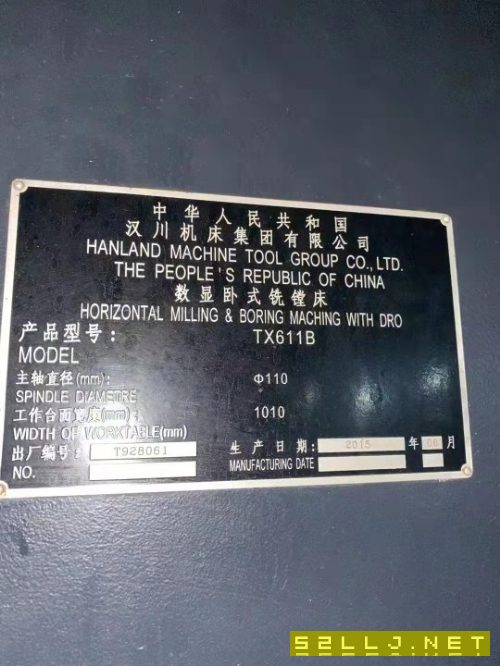 中华人民共和国
汉川机床集团有限公司
HANLAND MACHINE TOOL GROUP CO.,LTD.
THE PEOPLE'S REPUBLIC OF CHINA
数显卧式铣镗床
HORIZONTAL MILLING & BORING MACHING WITH DRO
产品型号: TX611B
MODEL
主轴直径(mm): Φ110
SPINDLE DIAMETRE
工作台面宽度(mm): 1010
WIDTH OF WORKTABLE(mm)
出厂编号: T928061 生产日期: 2015 年 08 月
NO. MANUFACTURING DATE
52LLJ.NET